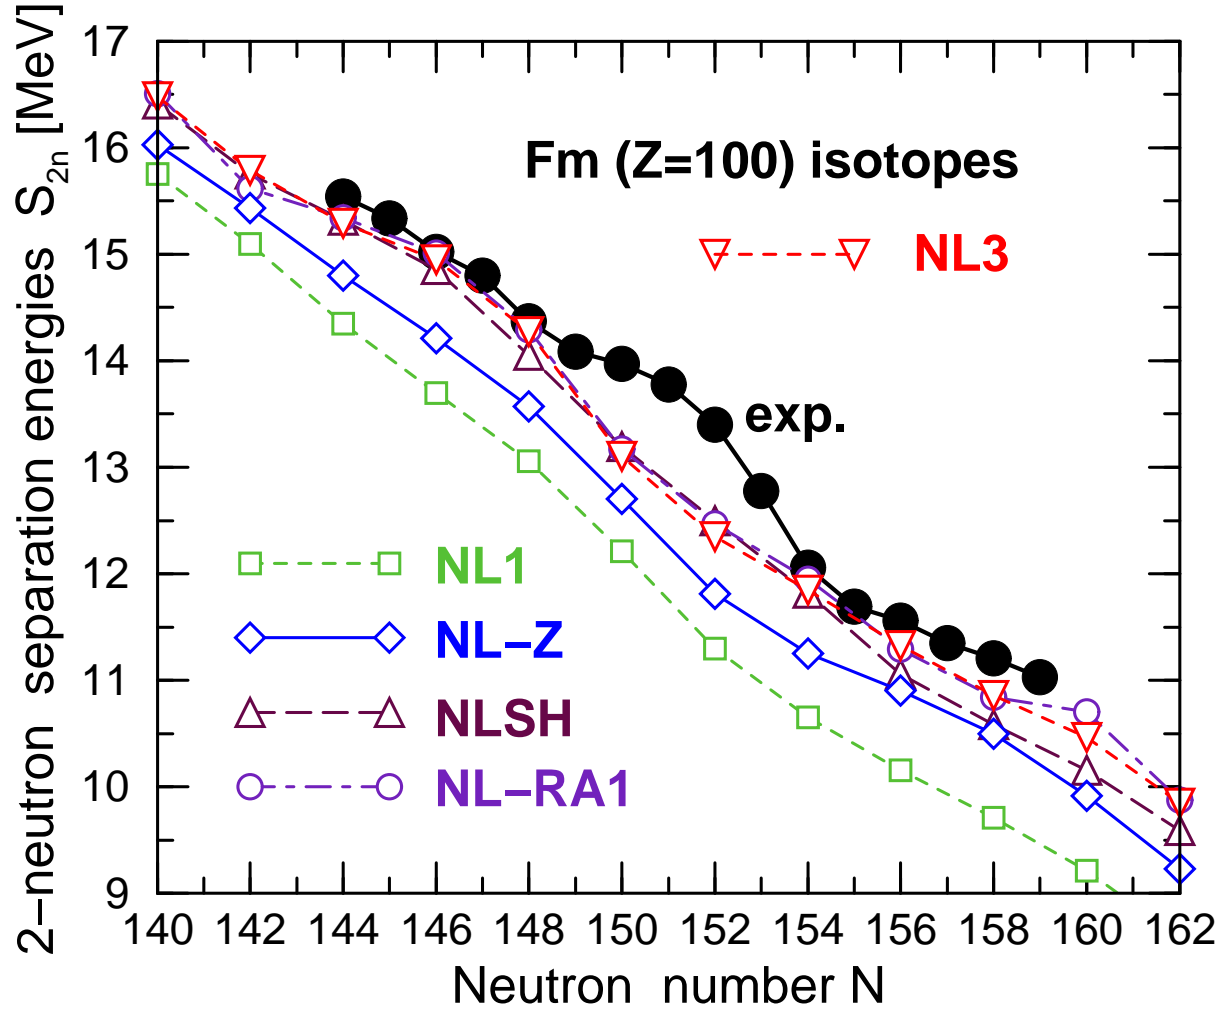 2−neutron separation energies S2n [MeV]
17
16
15
14
13
12
11
10
9
Fm (Z=100) isotopes
NL3
exp.
NL1
NL−Z
NLSH
NL−RA1
140 142 144 146 148 150 152 154 156 158 160 162
Neutron number N